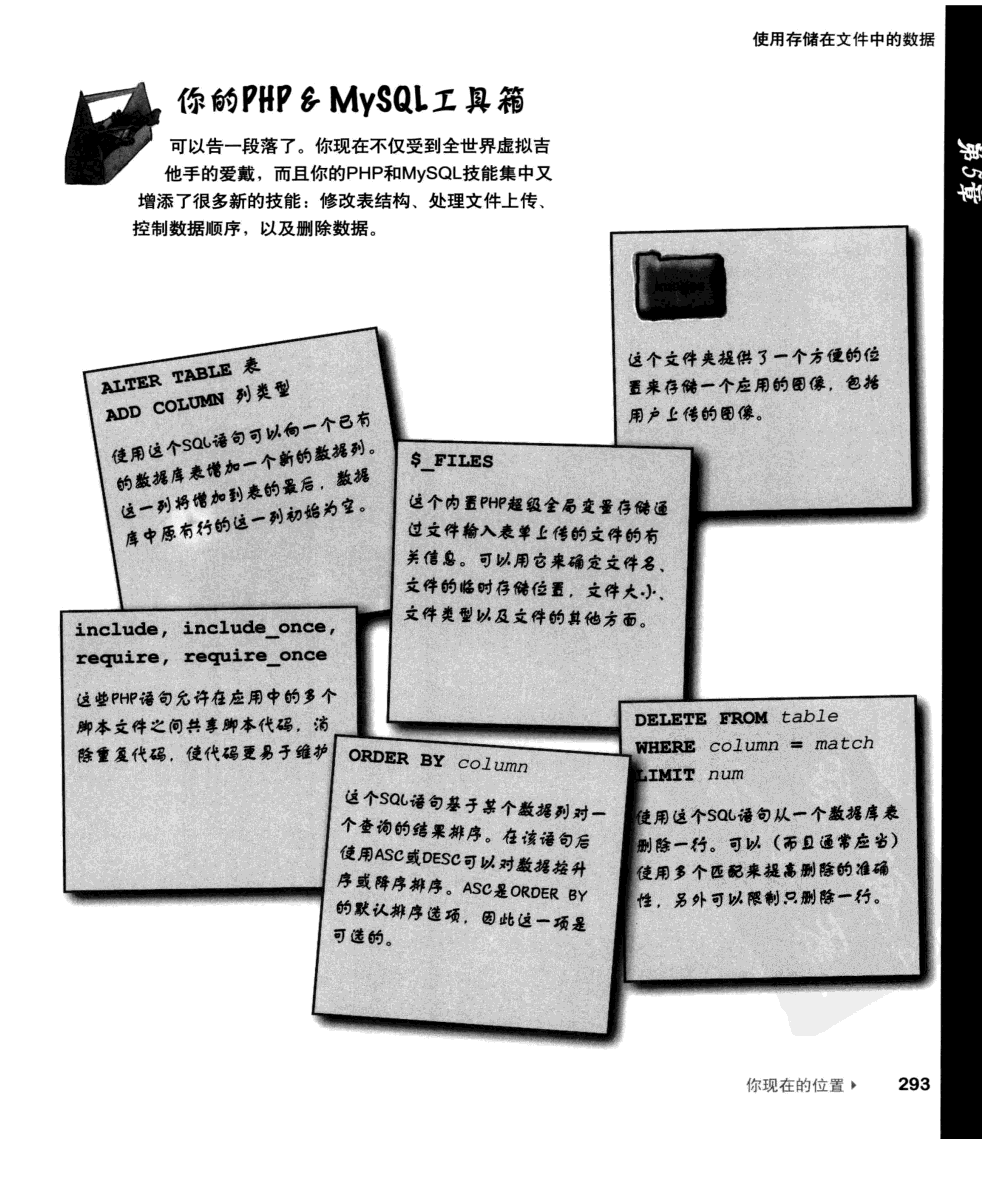 使用存储在文件中的数据
第5章
你的PHP & MySQL工具箱
可以告一段落了。你现在不仅受到全世界虚拟吉
他手的爱戴，而且你的PHP和MySQL技能集中又
增添了很多新的技能：修改表结构、处理文件上传、
控制数据顺序，以及删除数据。
images
这个文件夹提供了一个方便的位
置来存储一个应用的图像，包括
用户上传的图像。
ALTER TABLE 表
ADD COLUMN 列类型
使用这个SQL语句可以向一个已有
的数据库表增加一个新的数据列。
这一列将增加到表的最后，数据
库中原有行的这一列初始为空。
$_FILES
这个内置PHP超级全局变量存储通
过文件输入表单上传的文件的有
关信息。可以用它来确定文件名、
文件的临时存储位置，文件大小、
文件类型以及文件的其他方面。
include, include_once,
require, require_once
这些PHP语句允许在应用中的多个
脚本文件之间共享脚本代码，消
除重复代码，使代码更易于维护
ORDER BY column
这个SQL语句基于某个数据列对一
个查询的结果排序。在该语句后
使用ASC或DESC可以对数据按升
序或降序排序。ASC是ORDER BY
的默认排序选项，因此这一项是
可选的。
DELETE FROM table
WHERE column = match
LIMIT num
使用这个SQL语句从一个数据库表
删除一行。可以（而且通常应当）
使用多个匹配来提高删除的准确
性，另外可以限制只删除一行。
你现在的位置 ▸ 293